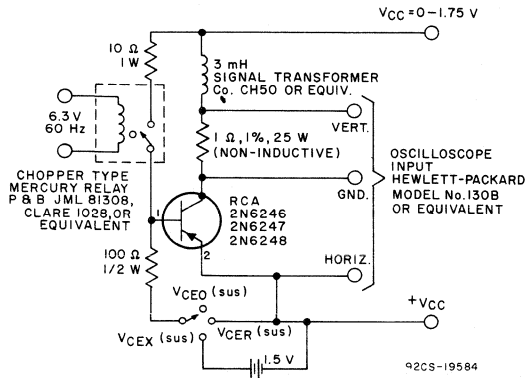 VCC=0–1.75 V
10 Ω
1 W
3 mH
SIGNAL TRANSFORMER
Co. CH50 OR EQUIV.
6.3 V
60 Hz
VERT.
1 Ω, 1%, 25 W
(NON-INDUCTIVE)
OSCILLOSCOPE
INPUT
HEWLETT-PACKARD
MODEL No.130B
OR EQUIVALENT
CHOPPER TYPE
MERCURY RELAY
P & B JML 81308,
CLARE 1028,OR
EQUIVALENT
GND.
RCA
2N6246
2N6247
2N6248
1
2
100 Ω
1/2 W
HORIZ.
VCEO (sus)
VCEX (sus)
VCER (sus)
+VCC
1.5 V
92CS-19584